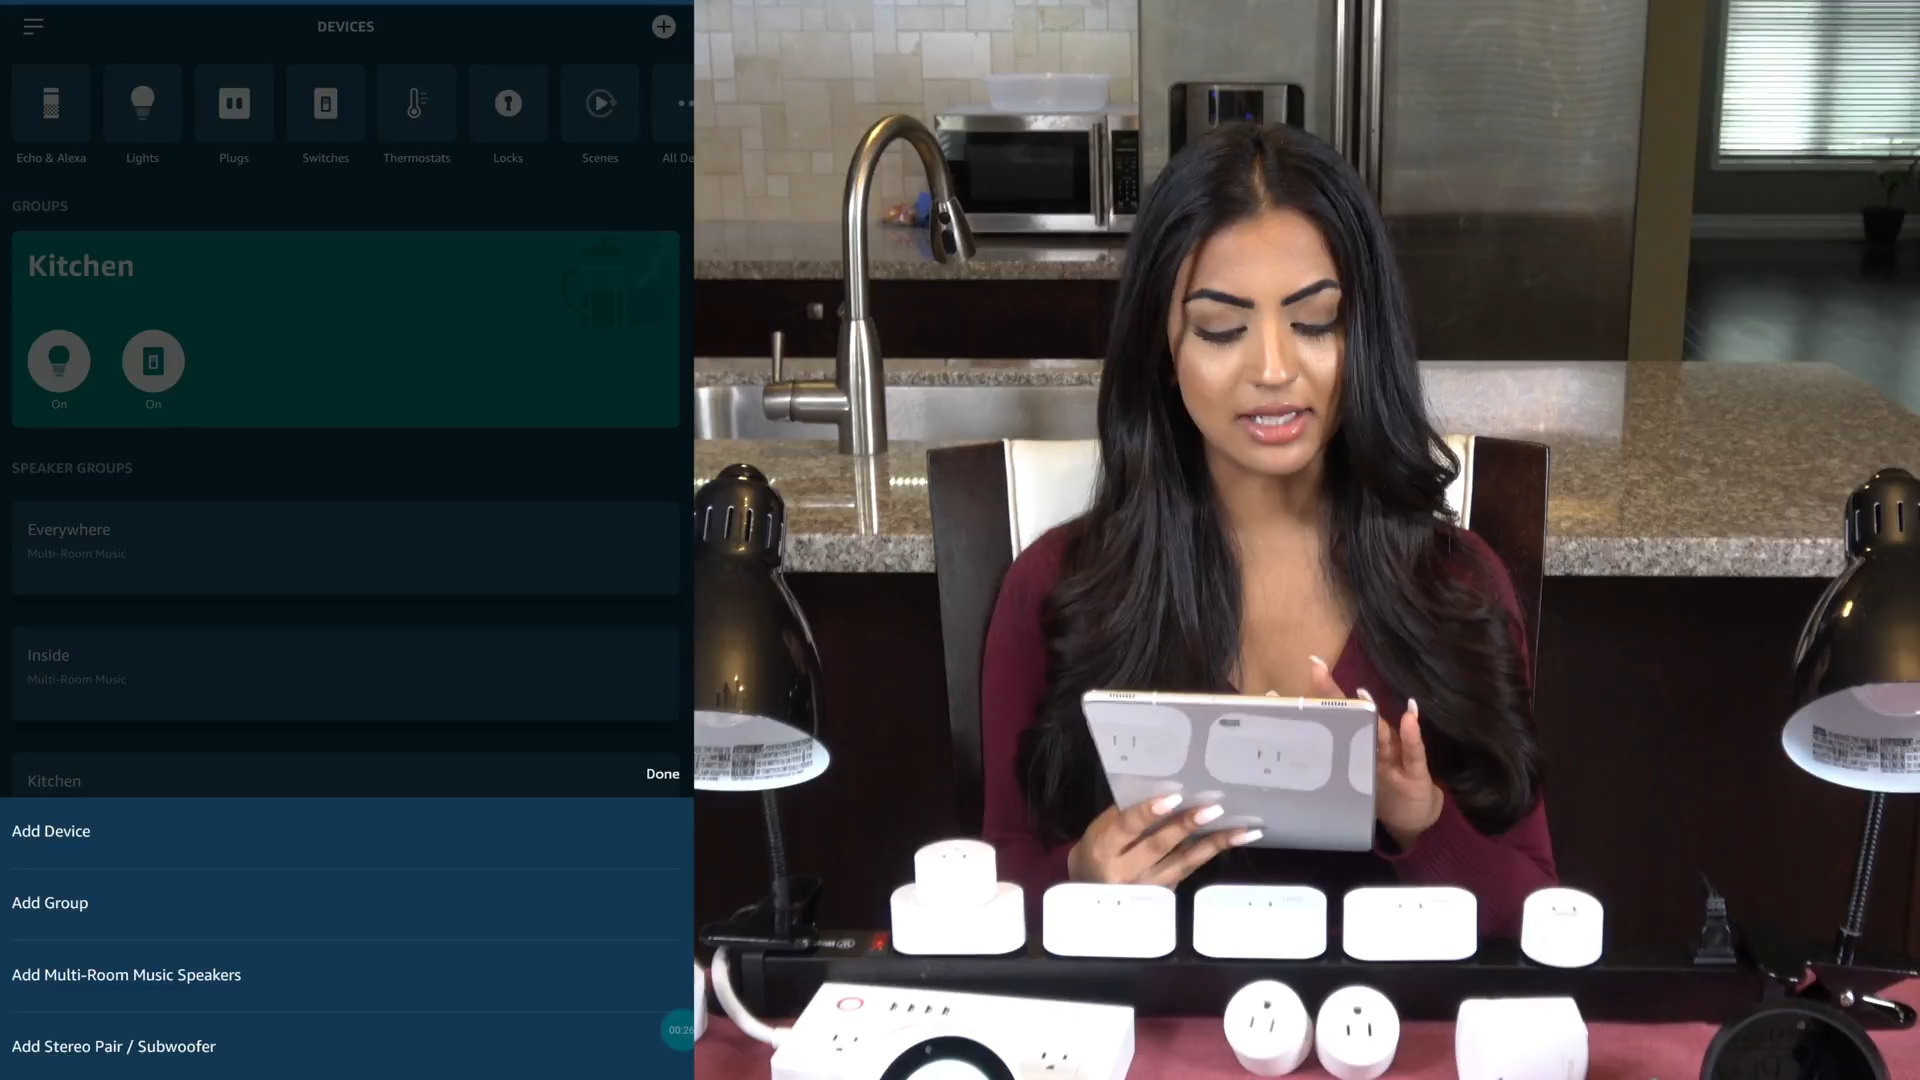 DEVICES
Echo & Alexa
Lights
Plugs
Switches
Thermostats
Locks
Scenes
All De
GROUPS
Kitchen
On
On
SPEAKER GROUPS
Everywhere
Multi-Room Music
Inside
Multi-Room Music
Kitchen
Done
Add Device
Add Group
Add Multi-Room Music Speakers
Add Stereo Pair / Subwoofer
00:26